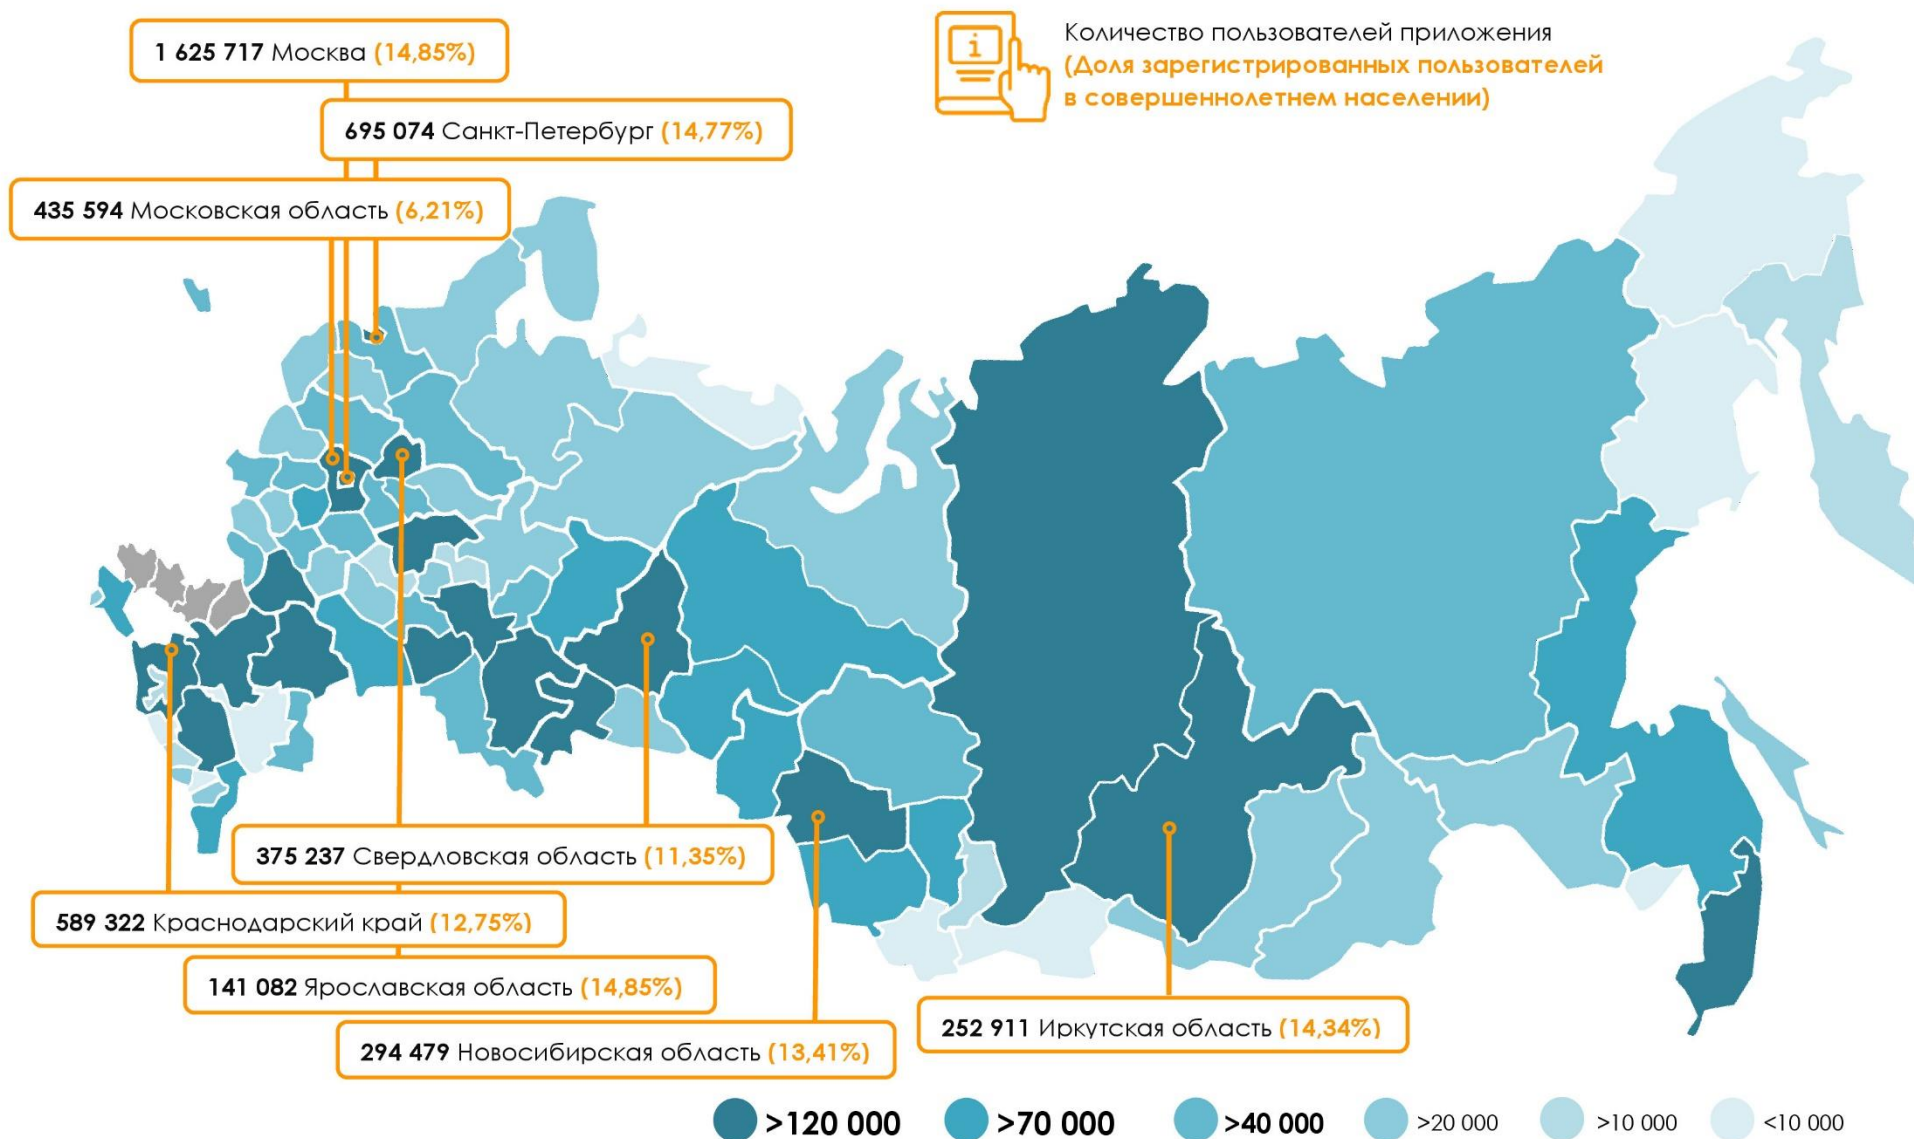 1 625 717 Москва (14,85%)
695 074 Санкт-Петербург (14,77%)
435 594 Московская область (6,21%)
i
Количество пользователей приложения
(Доля зарегистрированных пользователей
в совершеннолетнем населении)
375 237 Свердловская область (11,35%)
589 322 Краснодарский край (12,75%)
141 082 Ярославская область (14,85%)
294 479 Новосибирская область (13,41%)
252 911 Иркутская область (14,34%)
>120 000 >70 000 >40 000 >20 000 >10 000 <10 000